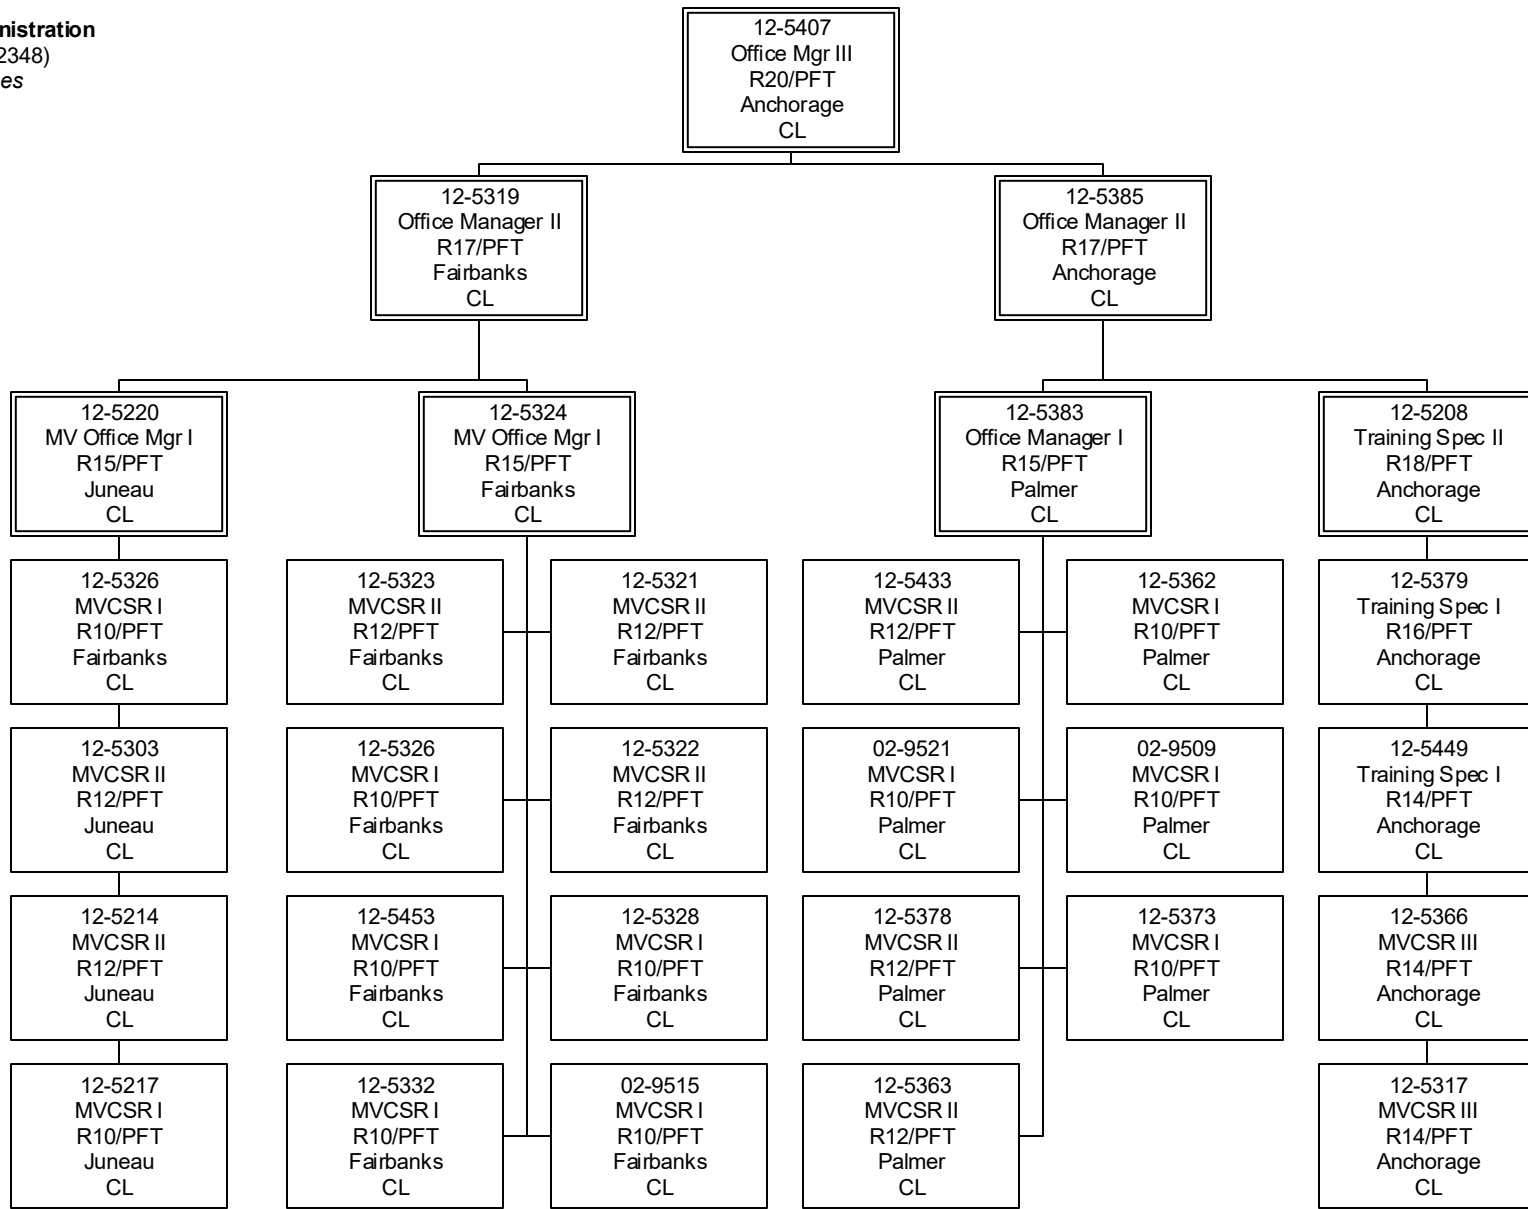 nistration
2348)
es
12-5407
Office Mgr III
R20/PFT
Anchorage
CL
12-5319
Office Manager II
R17/PFT
Fairbanks
CL
12-5385
Office Manager II
R17/PFT
Anchorage
CL
12-5220
MV Office Mgr I
R15/PFT
Juneau
CL
12-5324
MV Office Mgr I
R15/PFT
Fairbanks
CL
12-5383
Office Manager I
R15/PFT
Palmer
CL
12-5208
Training Spec II
R18/PFT
Anchorage
CL
12-5326
MVCSR I
R10/PFT
Fairbanks
CL
12-5323
MVCSR II
R12/PFT
Fairbanks
CL
12-5321
MVCSR II
R12/PFT
Fairbanks
CL
12-5433
MVCSR II
R12/PFT
Palmer
CL
12-5362
MVCSR I
R10/PFT
Palmer
CL
12-5379
Training Spec I
R16/PFT
Anchorage
CL
12-5303
MVCSR II
R12/PFT
Juneau
CL
12-5326
MVCSR I
R10/PFT
Fairbanks
CL
12-5322
MVCSR II
R12/PFT
Fairbanks
CL
02-9521
MVCSR I
R10/PFT
Palmer
CL
02-9509
MVCSR I
R10/PFT
Palmer
CL
12-5449
Training Spec I
R14/PFT
Anchorage
CL
12-5214
MVCSR II
R12/PFT
Juneau
CL
12-5453
MVCSR I
R10/PFT
Fairbanks
CL
12-5328
MVCSR I
R10/PFT
Fairbanks
CL
12-5378
MVCSR II
R12/PFT
Palmer
CL
12-5373
MVCSR I
R10/PFT
Palmer
CL
12-5366
MVCSR III
R14/PFT
Anchorage
CL
12-5217
MVCSR I
R10/PFT
Juneau
CL
12-5332
MVCSR I
R10/PFT
Fairbanks
CL
02-9515
MVCSR I
R10/PFT
Fairbanks
CL
12-5363
MVCSR II
R12/PFT
Palmer
CL
12-5317
MVCSR III
R14/PFT
Anchorage
CL